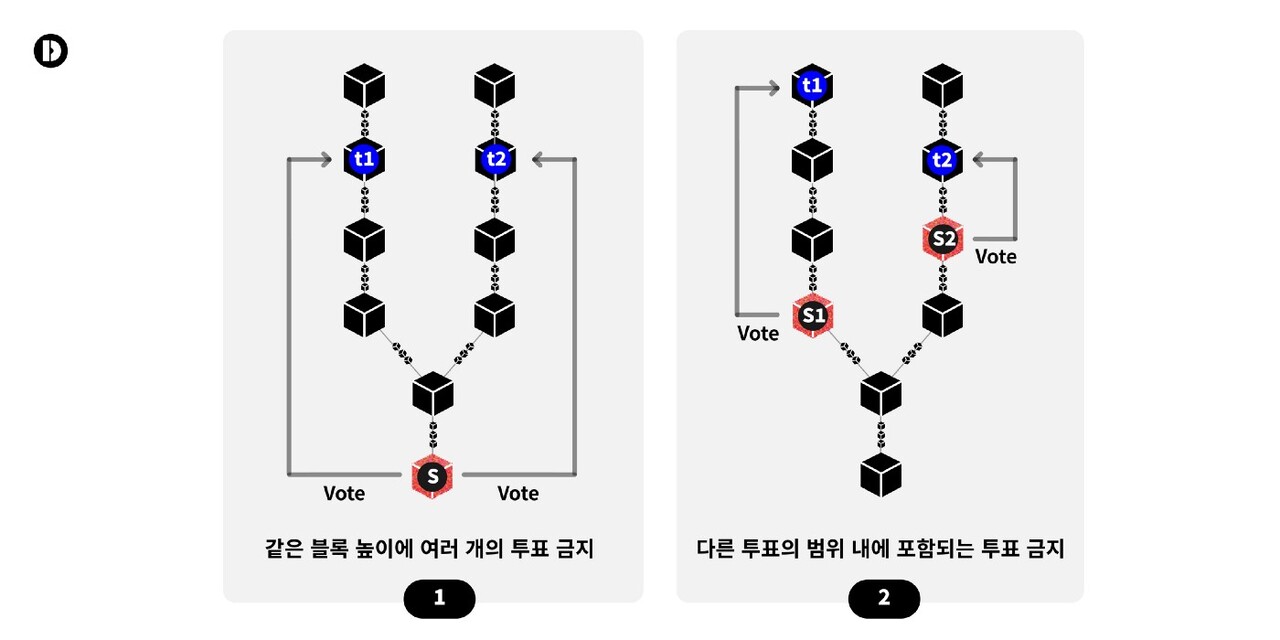 t1
t2
S
Vote
Vote
같은 블록 높이에 여러 개의 투표 금지
1
t1
t2
S2
Vote
S1
Vote
다른 투표의 범위 내에 포함되는 투표 금지
2